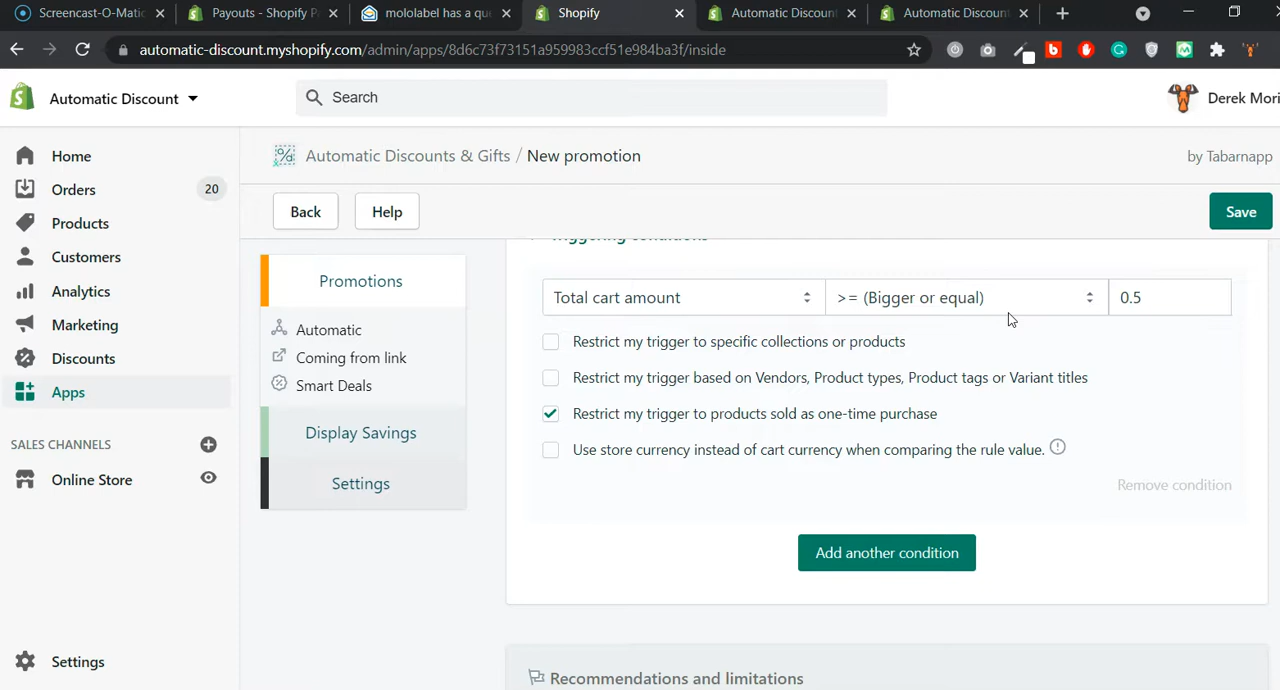 Screencast-O-Matic
Payouts - Shopify P
mololabel has a que
Shopify
Automatic Discount
Automatic Discount
automatic-discount.myshopify.com/admin/apps/8d6c73f73151a959983ccf51e984ba3f/inside
Automatic Discount
Search
Derek Mori
Home
Orders
20
Products
Customers
Analytics
Marketing
Discounts
Apps
SALES CHANNELS
Online Store
Settings
Automatic Discounts & Gifts / New promotion
by Tabarnapp
Back
Help
Save
Promotions
Automatic
Coming from link
Smart Deals
Display Savings
Settings
Triggering conditions
Total cart amount
>= (Bigger or equal)
0.5
Restrict my trigger to specific collections or products
Restrict my trigger based on Vendors, Product types, Product tags or Variant titles
Restrict my trigger to products sold as one-time purchase
Use store currency instead of cart currency when comparing the rule value.
Remove condition
Add another condition
Recommendations and limitations